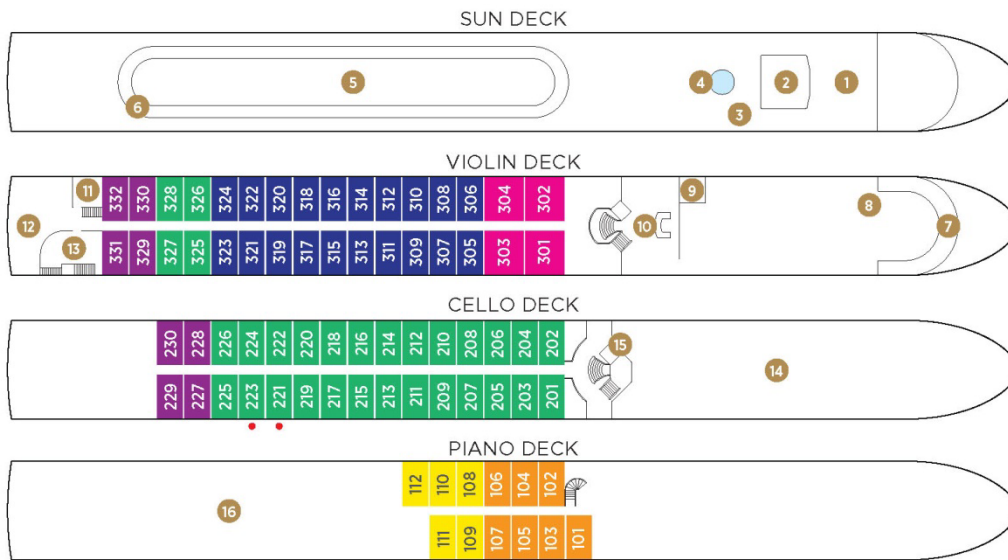 SUN DECK
6 5 4 3 2 1
VIOLIN DECK
11 332 330 328 326 324 322 320 318 316 314 312 310 308 306 304 302 9 8
12 13 10 7
331 329 327 325 323 321 319 317 315 313 311 309 307 305 303 301
CELLO DECK
230 228 226 224 222 220 218 216 214 212 210 208 206 204 202 15
14
229 227 225 223 221 219 217 215 213 211 209 207 205 203 201
PIANO DECK
112 110 108 106 104 102
16
111 109 107 105 103 101